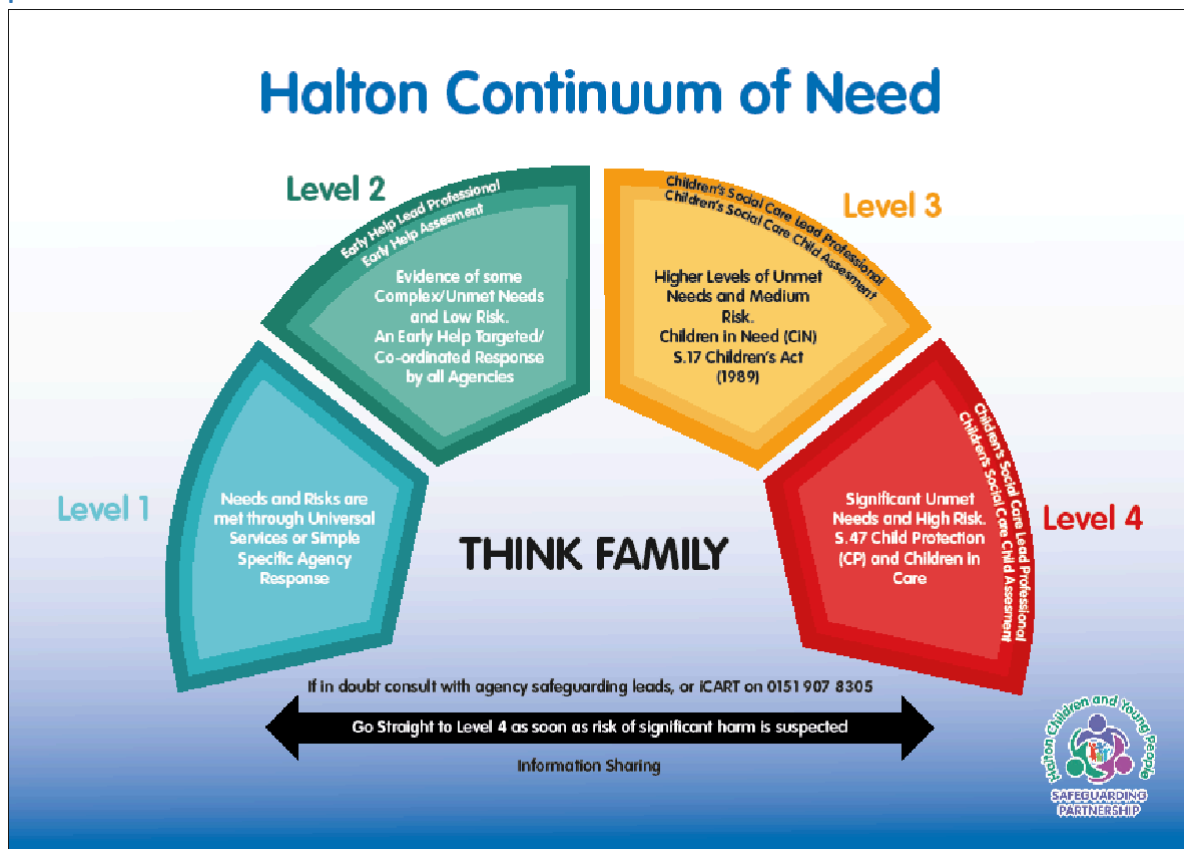 Halton Continuum of Need
Level 1
Needs and Risks are
met through Universal
Services or Simple
Specific Agency
Response
Level 2
Early Help Lead Professional
Early Help Assesment
Evidence of some
Complex/Unmet Needs
and Low Risk.
An Early Help Targeted/
Co-ordinated Response
by all Agencies
Level 3
Children's Social Care Lead Professional
Children's Social Care Child Assesment
Higher Levels of Unmet
Needs and Medium
Risk.
Children in Need (CiN)
S.17 Children's Act
(1989)
Level 4
Children's Social Care Lead Professional
Children's Social Care Child Assesment
Significant Unmet
Needs and High Risk.
S.47 Child Protection
(CP) and Children in
Care
THINK FAMILY
If in doubt consult with agency safeguarding leads, or iCART on 0151 907 8305
Go Straight to Level 4 as soon as risk of significant harm is suspected
Information Sharing
Halton Children and Young People
SAFEGUARDING
PARTNERSHIP